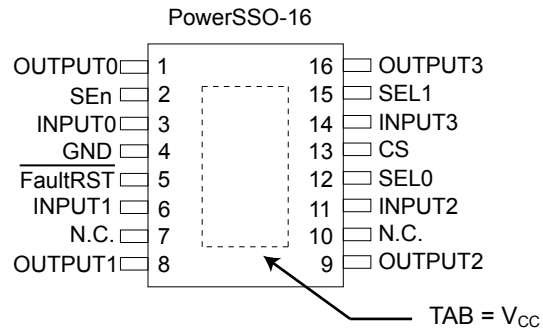 PowerSSO-16
OUTPUT0 1 16 OUTPUT3
SEn 2 15 SEL1
INPUT0 3 14 INPUT3
GND 4 13 CS
FaultRST 5 12 SEL0
INPUT1 6 11 INPUT2
N.C. 7 10 N.C.
OUTPUT1 8 9 OUTPUT2
TAB = VCC